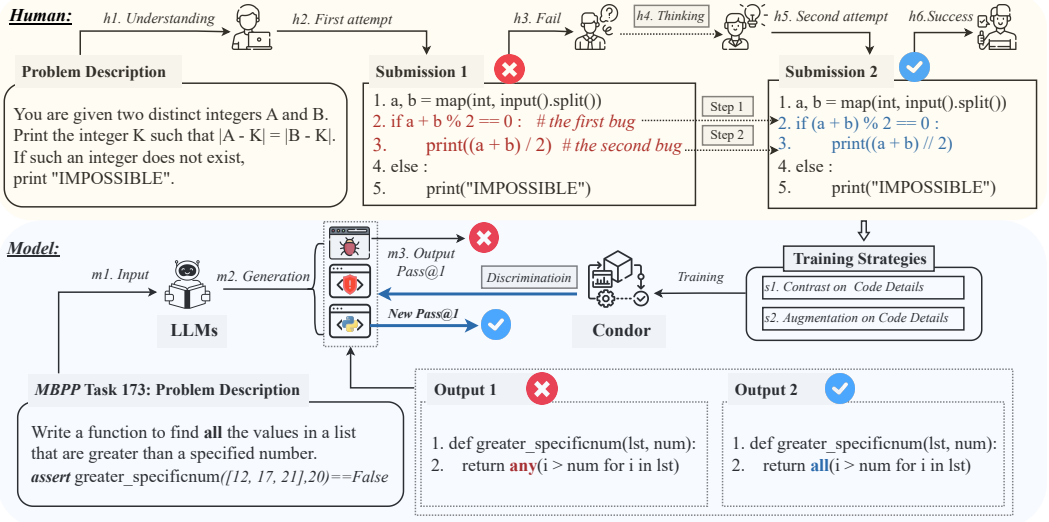 Human:
h1. Understanding
h2. First attempt
h3. Fail
h4. Thinking
h5. Second attempt
h6.Success
Problem Description
You are given two distinct integers A and B.
Print the integer K such that |A - K| = |B - K|.
If such an integer does not exist,
print "IMPOSSIBLE".
Submission 1
1. a, b = map(int, input().split())
2. if a + b % 2 == 0 : # the first bug
3. print((a + b) / 2) # the second bug
4. else :
5. print("IMPOSSIBLE")
Step 1
Step 2
Submission 2
1. a, b = map(int, input().split())
2. if (a + b) % 2 == 0 :
3. print((a + b) // 2)
4. else :
5. print("IMPOSSIBLE")
Model:
m1. Input
LLMs
m2. Generation
m3. Output
Pass@1
Discriminatioin
New Pass@1
Condor
Training
Training Strategies
s1. Contrast on Code Details
s2. Augmentation on Code Details
MBPP Task 173: Problem Description
Write a function to find all the values in a list
that are greater than a specified number.
assert greater_specificnum([12, 17, 21],20)==False
Output 1
1. def greater_specificnum(lst, num):
2. return any(i > num for i in lst)
Output 2
1. def greater_specificnum(lst, num):
2. return all(i > num for i in lst)